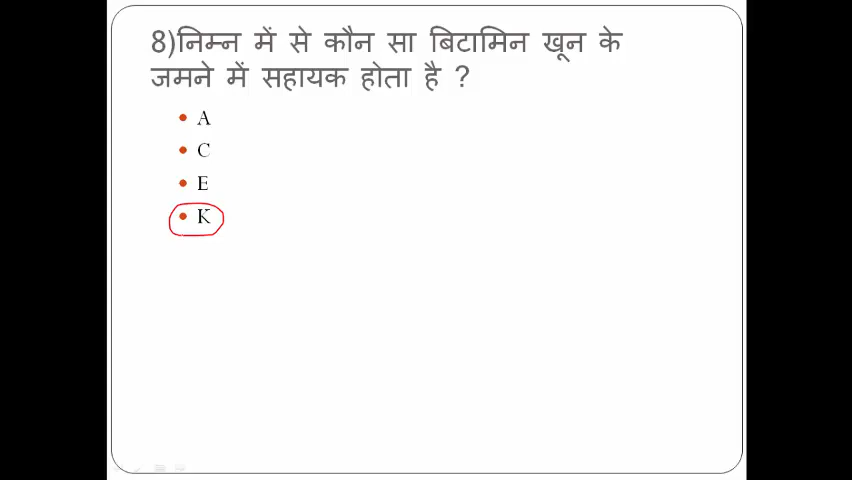 8)निम्न में से कौन सा बिटामिन खून के
जमने में सहायक होता है ?
• A
• C
• E
• K